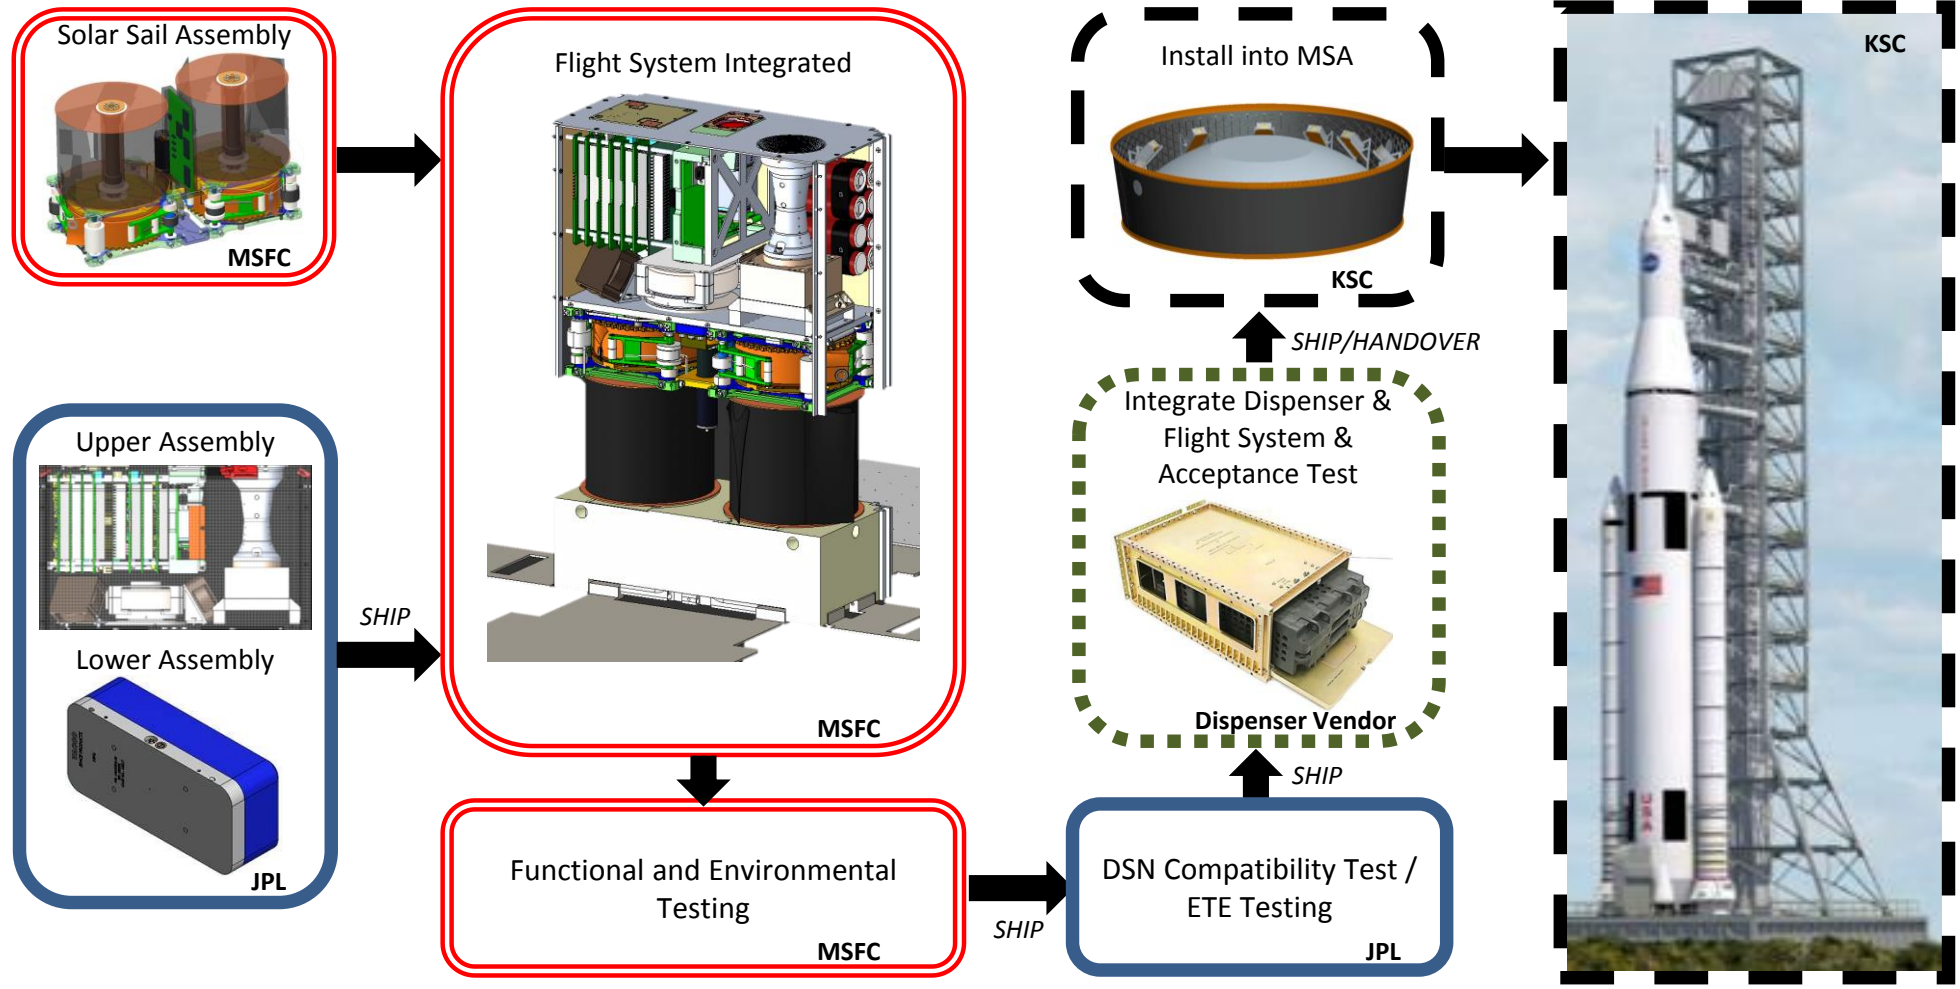 Solar Sail Assembly
MSFC
Upper Assembly
Lower Assembly
JPL
SHIP
Flight System Integrated
MSFC
Functional and Environmental
Testing
MSFC
SHIP
DSN Compatibility Test /
ETE Testing
JPL
SHIP
Integrate Dispenser &
Flight System &
Acceptance Test
Dispenser Vendor
SHIP/HANDOVER
Install into MSA
KSC
KSC
USA